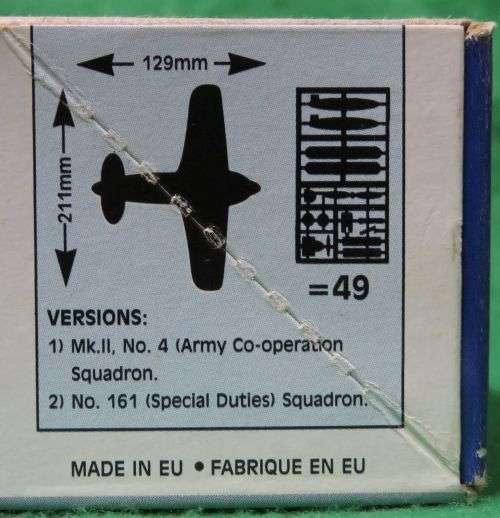 129mm
211mm
=49
VERSIONS:
1) Mk.II, No. 4 (Army Co-operation
Squadron.
2) No. 161 (Special Duties) Squadron.
MADE IN EU • FABRIQUE EN EU